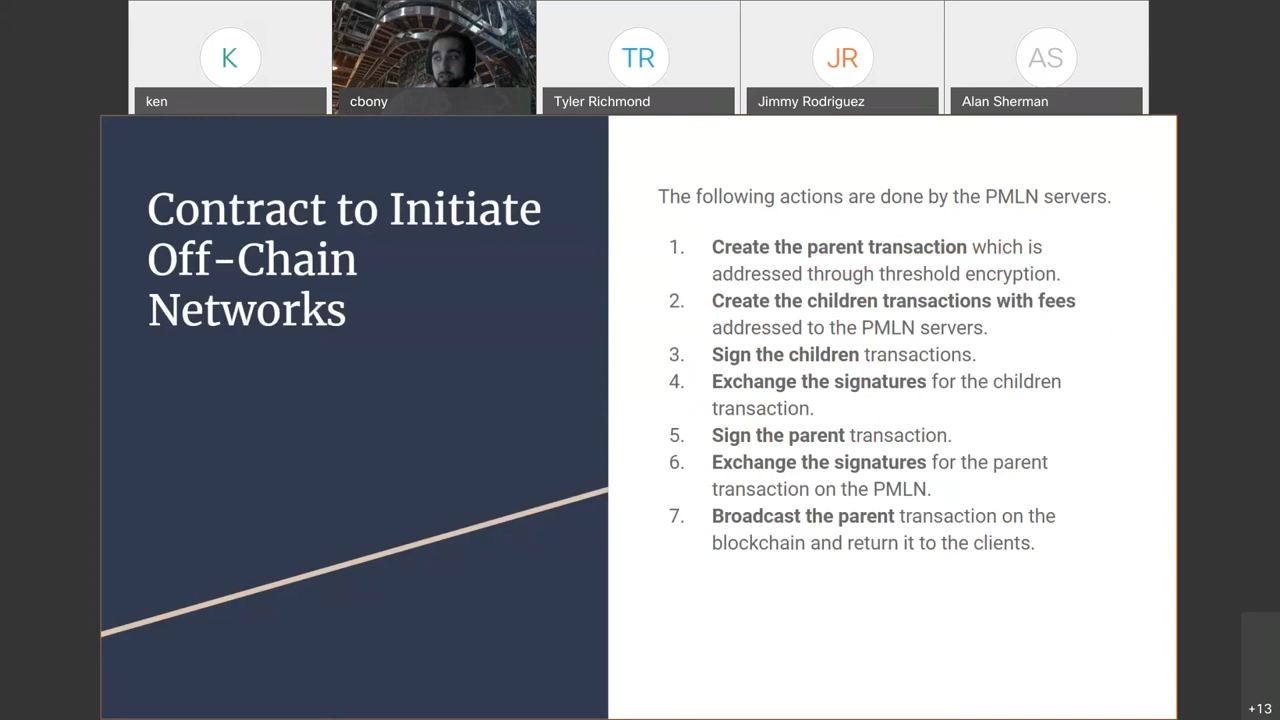 K
TR
JR
AS
ken
cbony
Tyler Richmond
Jimmy Rodriguez
Alan Sherman
Contract to Initiate
Off-Chain
Networks
The following actions are done by the PMLN servers.
1. Create the parent transaction which is
addressed through threshold encryption.
2. Create the children transactions with fees
addressed to the PMLN servers.
3. Sign the children transactions.
4. Exchange the signatures for the children
transaction.
5. Sign the parent transaction.
6. Exchange the signatures for the parent
transaction on the PMLN.
7. Broadcast the parent transaction on the
blockchain and return it to the clients.
+13